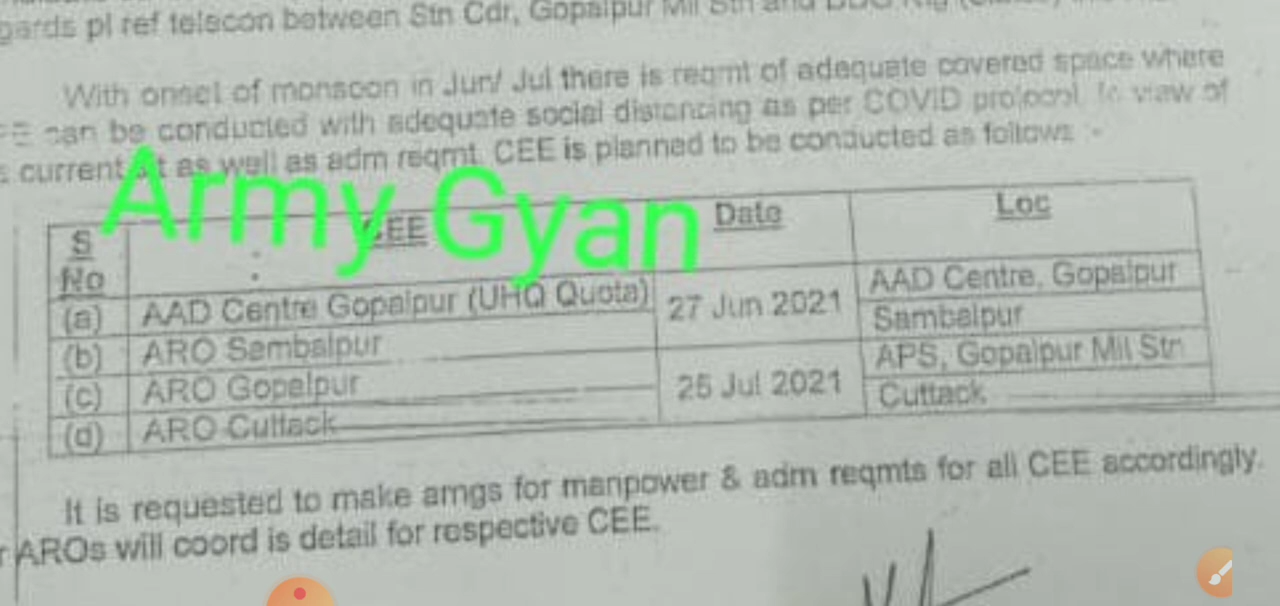 gards pl ref telecon between Stn Cdr, Gopalpur Mil Stn and
With onset of monsoon in Jun/ Jul there is reqmt of adequate covered space where
can be conducted with adequate social distancing as per COVID protocol. In view of
current sit as well as adm reqmt, CEE is planned to be conducted as follows :-
Army Gyan
S No CEE Date Loc
(a) AAD Centre Gopalpur (UHQ Quota) 27 Jun 2021 AAD Centre, Gopalpur
(b) ARO Sambalpur Sambalpur
(c) ARO Gopalpur 25 Jul 2021 APS, Gopalpur Mil Stn
(d) ARO Cuttack Cuttack
It is requested to make arngs for manpower & adm reqmts for all CEE accordingly.
r AROs will coord is detail for respective CEE.